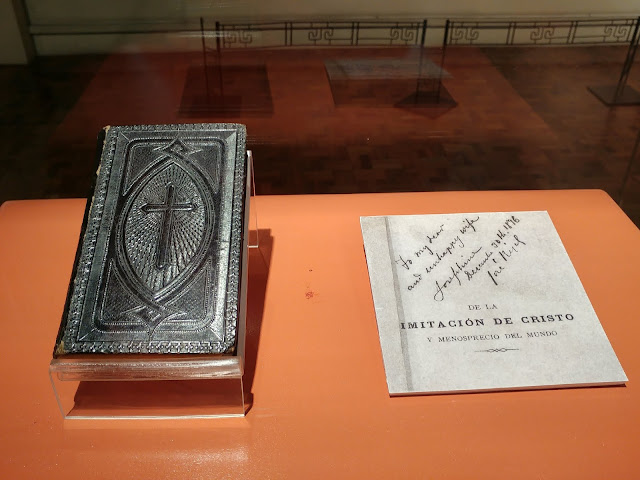 To my dear
and unhappy wife
Josephine
December 30th, 1896
José Rizal
DE LA
IMITACIÓN DE CRISTO
Y MENOSPRECIO DEL MUNDO